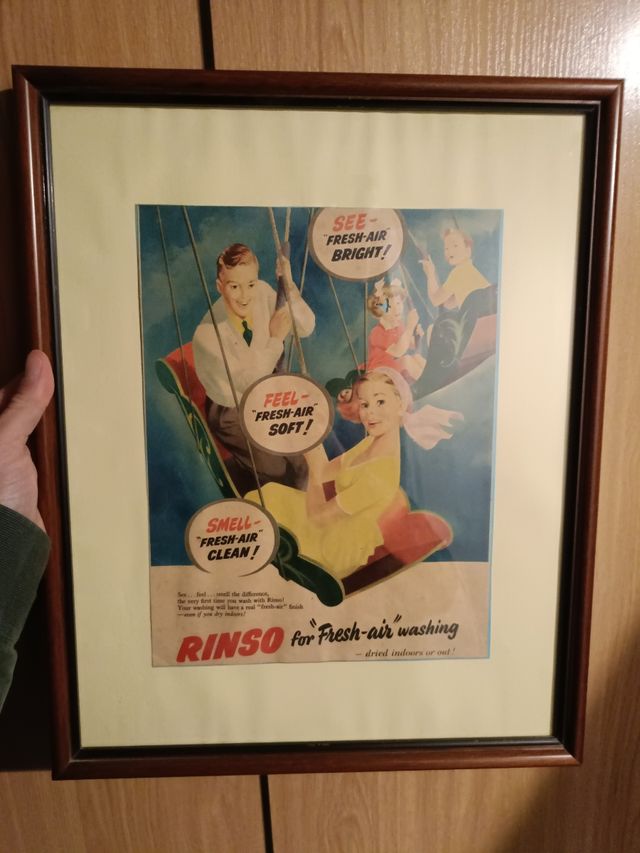 SEE-
"FRESH-AIR"
BRIGHT!
FEEL-
"FRESH-AIR"
SOFT!
SMELL-
"FRESH-AIR"
CLEAN!
See... feel... smell the difference,
the very first time you wash with Rinso!
Your washing will have a real "fresh-air" finish
—even if you dry indoors!
RINSO for "Fresh-air" washing
— dried indoors or out!